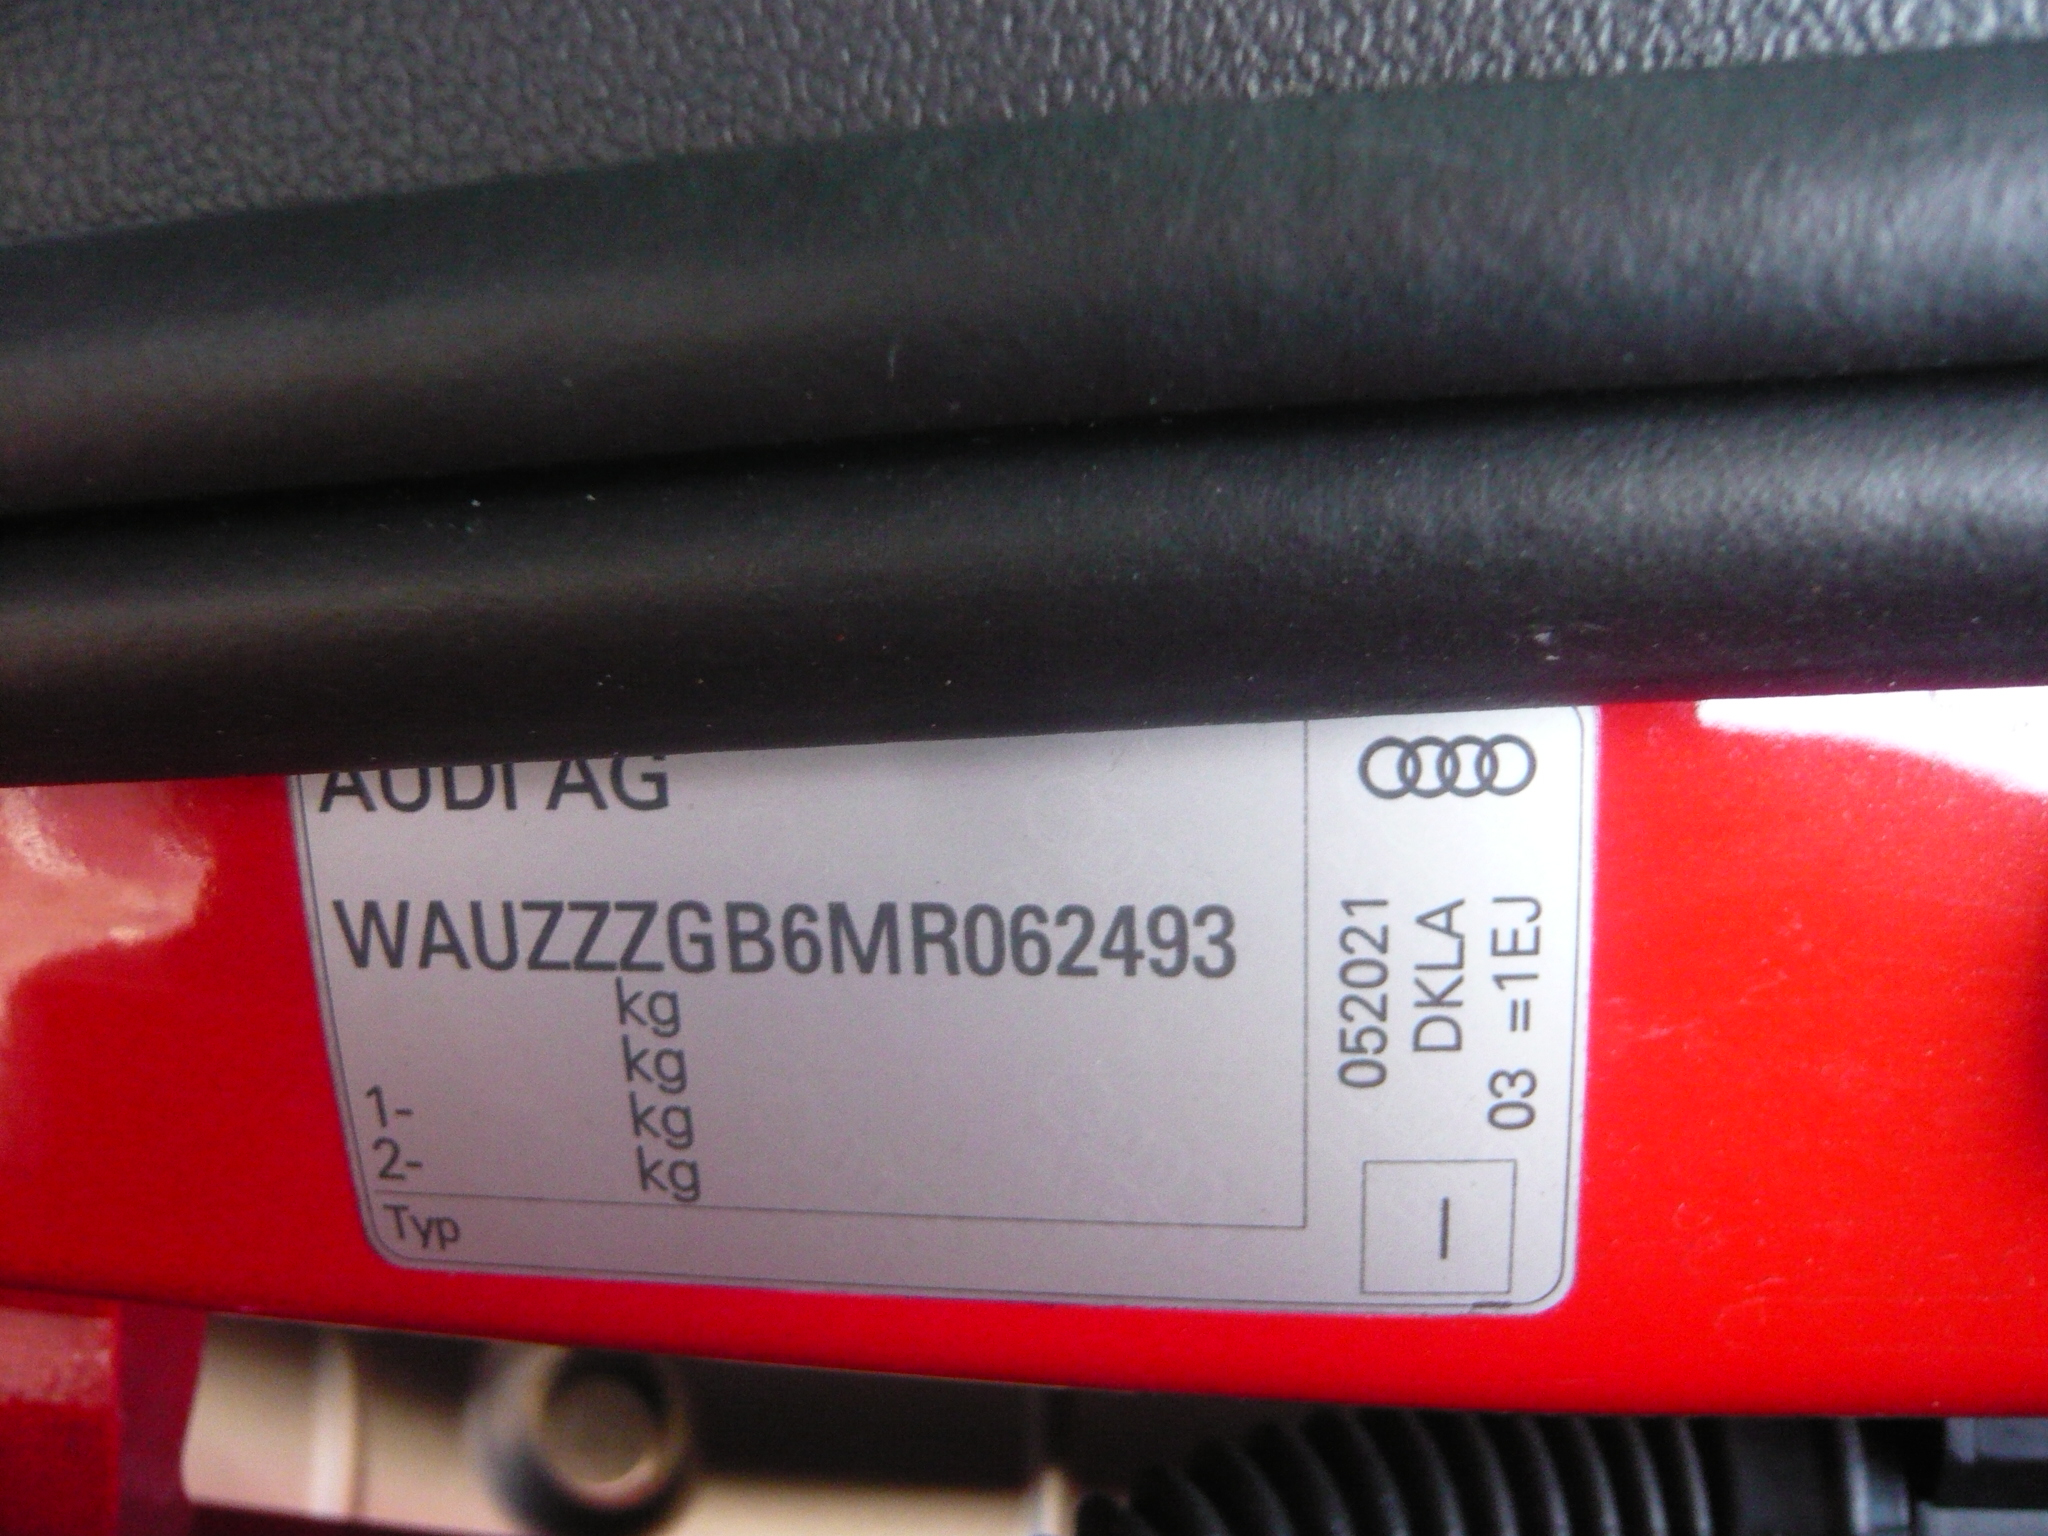 AUDI AG
WAUZZZGB6MR062493
kg
kg
1- kg
2- kg
Typ
052021
DKLA
03 =1EJ
—